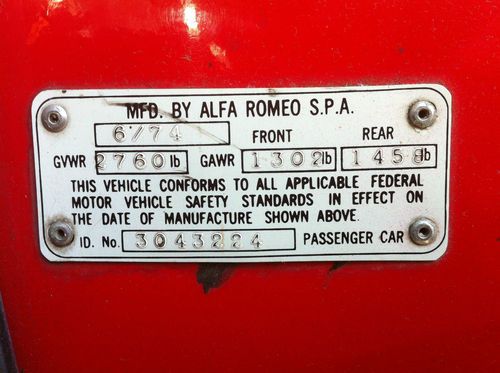 MFD. BY ALFA ROMEO S.P.A.
6/74 FRONT REAR
GVWR 2760 lb GAWR 1302 lb 1458 lb
THIS VEHICLE CONFORMS TO ALL APPLICABLE FEDERAL
MOTOR VEHICLE SAFETY STANDARDS IN EFFECT ON
THE DATE OF MANUFACTURE SHOWN ABOVE.
ID. No. 3043224 PASSENGER CAR